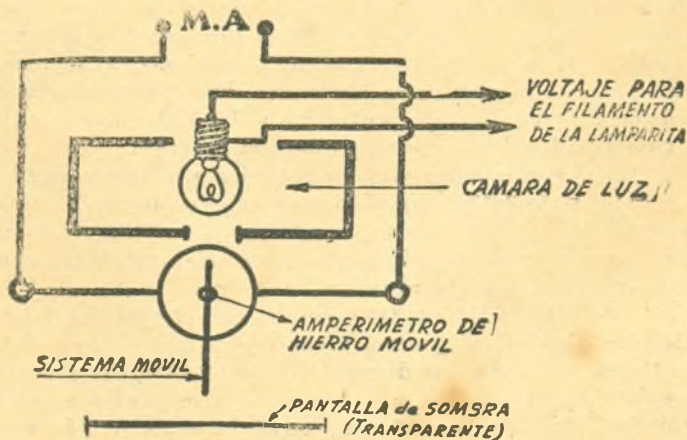 M.A
VOLTAJE PARA
EL FILAMENTO
DE LA LAMPARITA
CAMARA DE LUZ
AMPERIMETRO DE
HIERRO MOVIL
SISTEMA MOVIL
PANTALLA de SOMBRA
(TRANSPARENTE)